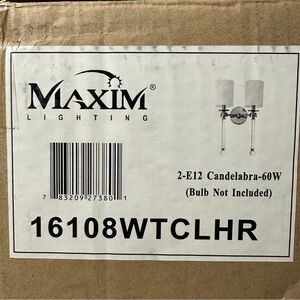 MAXIM®
LIGHTING
2-E12 Candelabra-60W
(Bulb Not Included)
7 83209 27380 1
16108WTCLHR